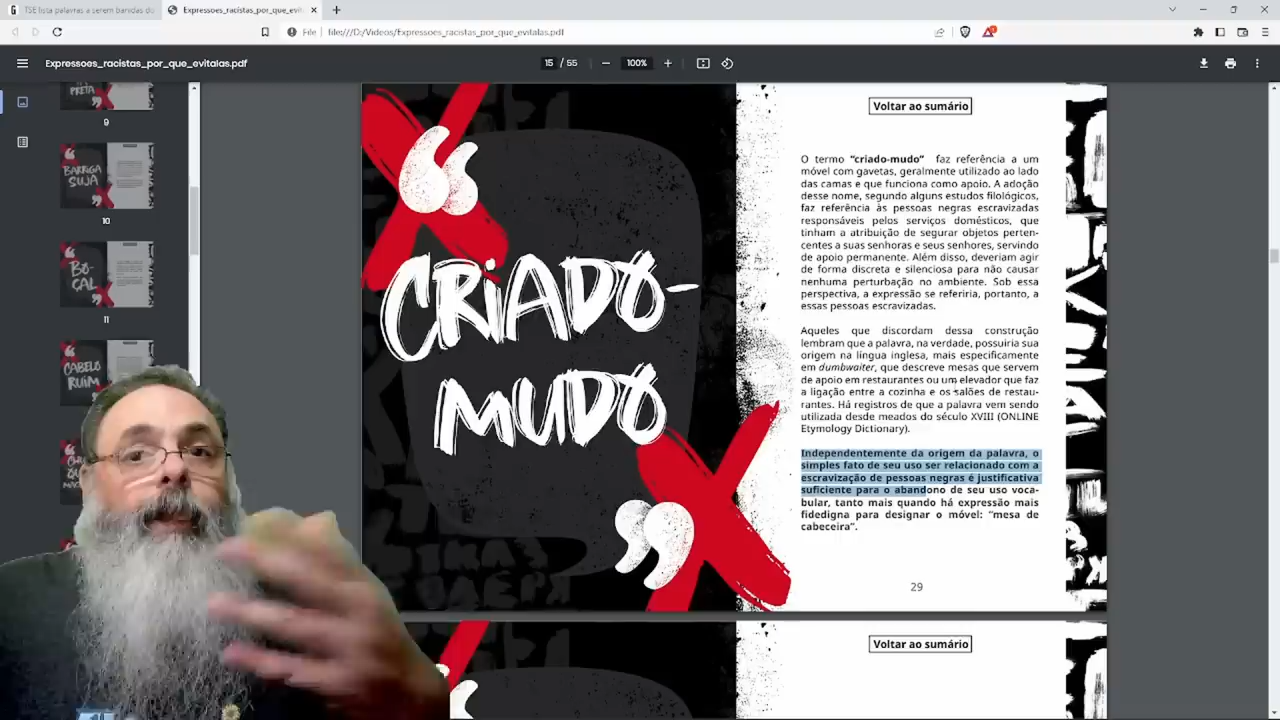 TSE lista palavras a serem banidas do
Expressoes_racistas_por_que_evit
File
file:///D:/Videos/Expressoes_racistas_por_que_evitalas.pdf
Expressoes_racistas_por_que_evitalas.pdf
15 / 55
100%
PRETA
9
BARRIGA
SUJA
10
BO-
ÇAL
11
CABELO
RUIM
“
CRIADO-
MUDO
”
Voltar ao sumário
O termo “criado-mudo” faz referência a um
móvel com gavetas, geralmente utilizado ao lado
das camas e que funciona como apoio. A adoção
desse nome, segundo alguns estudos filológicos,
faz referência às pessoas negras escravizadas
responsáveis pelos serviços domésticos, que
tinham a atribuição de segurar objetos perten-
centes a suas senhoras e seus senhores, servindo
de apoio permanente. Além disso, deveriam agir
de forma discreta e silenciosa para não causar
nenhuma perturbação no ambiente. Sob essa
perspectiva, a expressão se referiria, portanto, a
essas pessoas escravizadas.
Aqueles que discordam dessa construção
lembram que a palavra, na verdade, possuiria sua
origem na língua inglesa, mais especificamente
em dumbwaiter, que descreve mesas que servem
de apoio em restaurantes ou um elevador que faz
a ligação entre a cozinha e os salões de restau-
rantes. Há registros de que a palavra vem sendo
utilizada desde meados do século XVIII (ONLINE
Etymology Dictionary).
Independentemente da origem da palavra, o
simples fato de seu uso ser relacionado com a
escravização de pessoas negras é justificativa
suficiente para o abandono de seu uso voca-
bular, tanto mais quando há expressão mais
fidedigna para designar o móvel: “mesa de
cabeceira”.
29
Voltar ao sumário